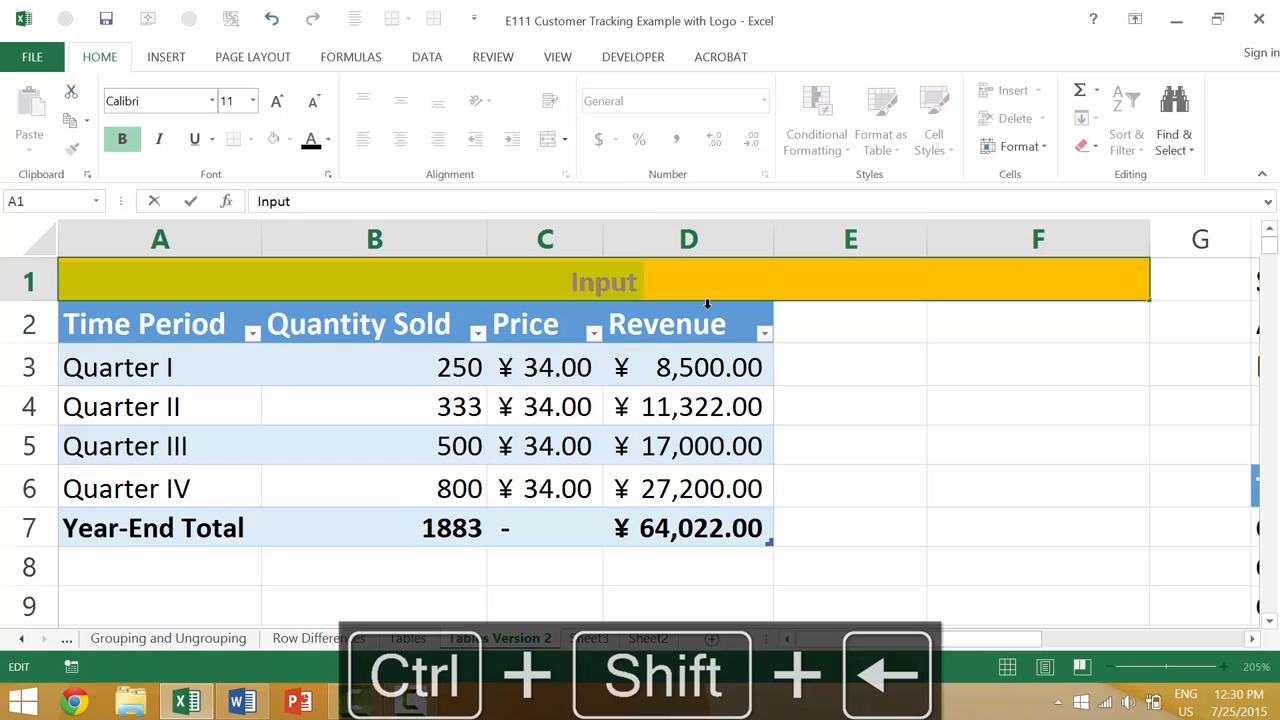 E111 Customer Tracking Example with Logo - Excel
?
Sign in
FILE HOME INSERT PAGE LAYOUT FORMULAS DATA REVIEW VIEW DEVELOPER ACROBAT
Paste
Clipboard
Calibri 11
B I U A
Font
Alignment
General
$ %
Number
Conditional Formatting
Format as Table
Cell Styles
Styles
Insert
Delete
Format
Cells
Sort & Filter
Find & Select
Editing
A1 fx Input
A B C D E F G
1 Input
2 Time Period Quantity Sold Price Revenue
3 Quarter I 250 ¥ 34.00 ¥ 8,500.00
4 Quarter II 333 ¥ 34.00 ¥ 11,322.00
5 Quarter III 500 ¥ 34.00 ¥ 17,000.00
6 Quarter IV 800 ¥ 34.00 ¥ 27,200.00
7 Year-End Total 1883 - ¥ 64,022.00
8
9
... Grouping and Ungrouping Row Differences Tables Tables Version 2 Sheet3 Sheet2
Ctrl + Shift + ←
EDIT
205%
ENG
US
12:30 PM
7/25/2015